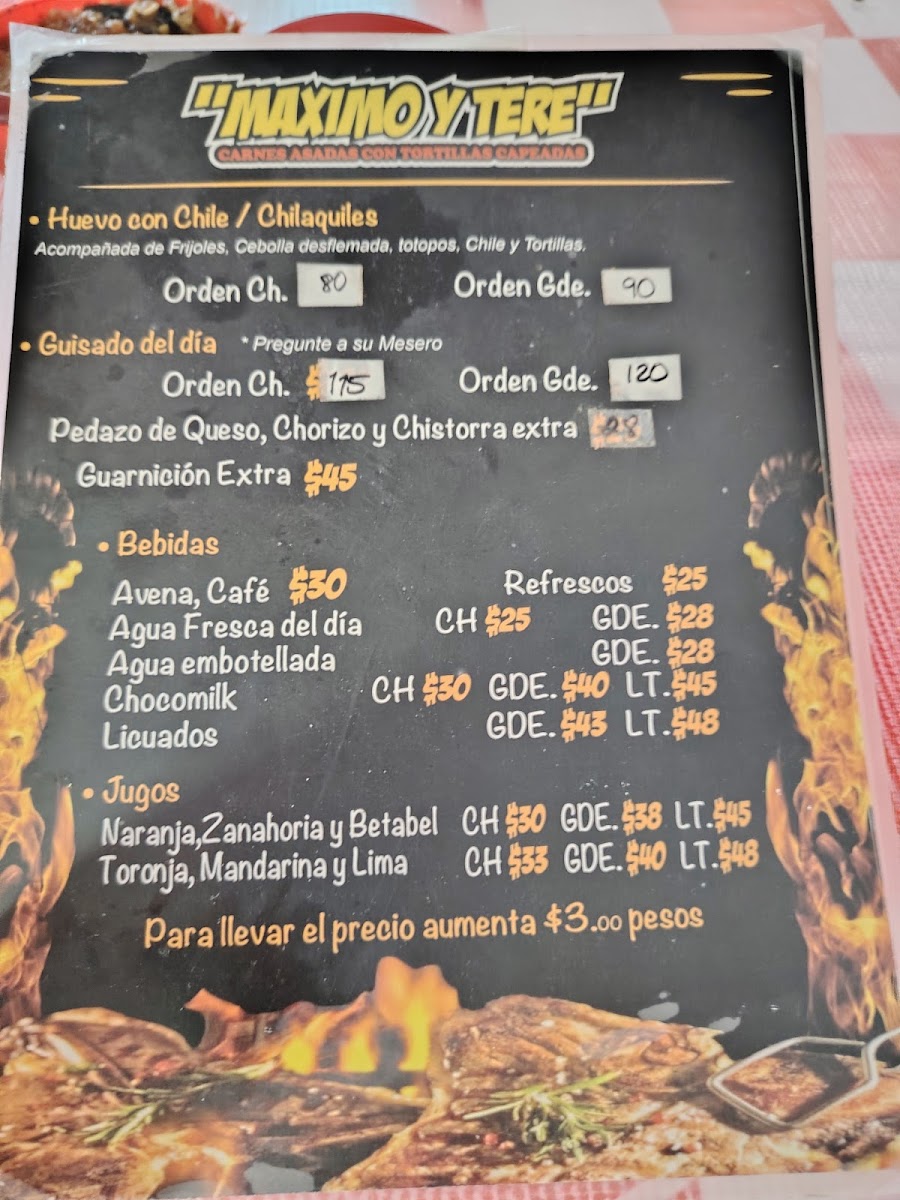 "MAXIMO Y TERE"
CARNES ASADAS CON TORTILLAS CAPEADAS
• Huevo con Chile / Chilaquiles
Acompañada de Frijoles, Cebolla desflemada, totopos, Chile y Tortillas.
Orden Ch. 80 Orden Gde. 90
• Guisado del día * Pregunte a su Mesero
Orden Ch. $115 Orden Gde. 120
Pedazo de Queso, Chorizo y Chistorra extra 28
Guarnición Extra $45
• Bebidas
Avena, Café $30 Refrescos $25
Agua Fresca del día CH $25 GDE. $28
Agua embotellada GDE. $28
Chocomilk CH $30 GDE. $40 LT. $45
Licuados GDE. $43 LT. $48
• Jugos
Naranja,Zanahoria y Betabel CH $30 GDE. $38 LT. $45
Toronja, Mandarina y Lima CH $33 GDE. $40 LT. $48
Para llevar el precio aumenta $3.00 pesos